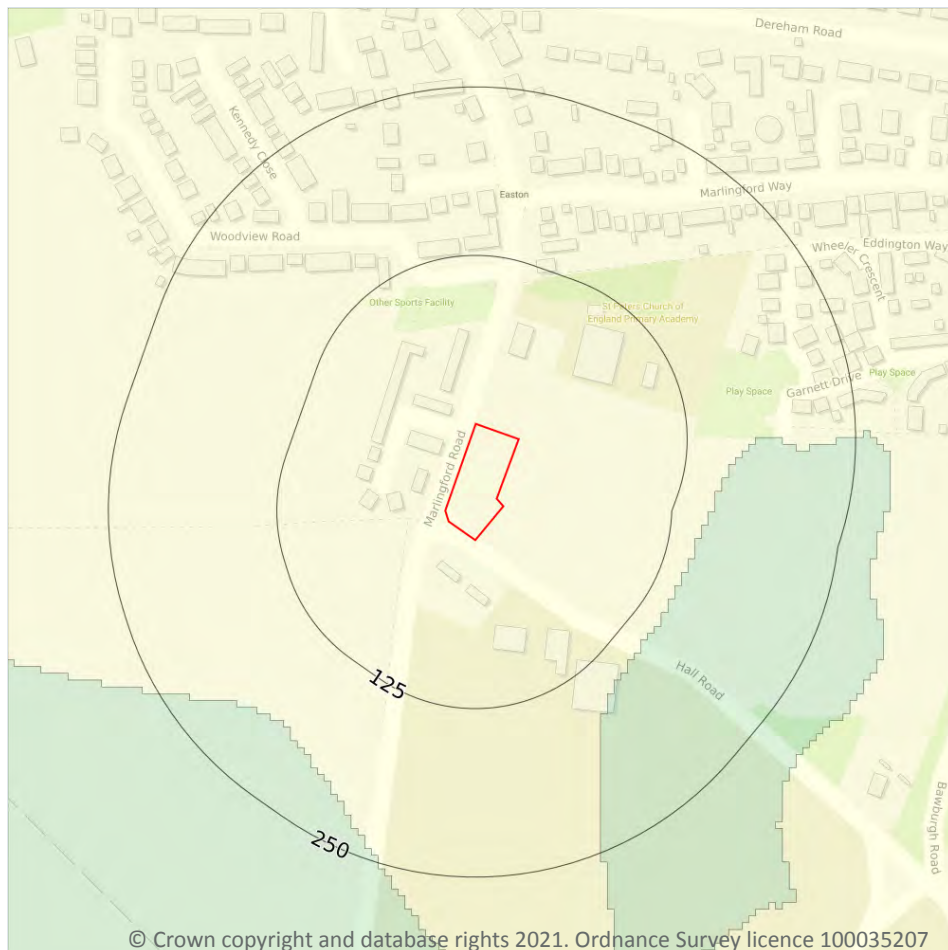 Dereham Road
Kennedy Close
Easton
Marlingford Way
Woodview Road
Wheeler Crescent
Eddington Way
Other Sports Facility
St Peters Church of
England Primary Academy
Play Space
Garnett Drive
Play Space
Marlingford Road
125
Hall Road
Bawburgh Road
250
© Crown copyright and database rights 2021. Ordnance Survey licence 100035207